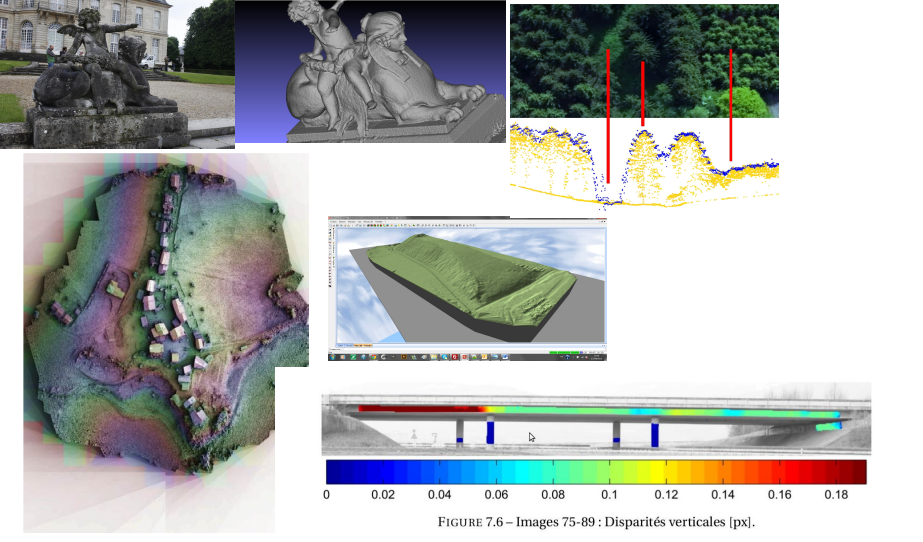 0 0.02 0.04 0.06 0.08 0.1 0.12 0.14 0.16 0.18
FIGURE 7.6 – Images 75-89 : Disparités verticales [px].